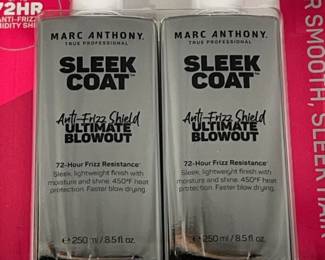 72HR
ANTI-FRIZZ
MARC ANTHONY
TRUE PROFESSIONAL
SLEEK
COAT™
Anti-Frizz Shield
ULTIMATE
BLOWOUT
72-Hour Frizz Resistance*
Sleek, lightweight finish with
moisture and shine. 450°F heat
protection. Faster blow drying.
e 250 ml / 8.5 fl. oz.
MARC ANTHONY
TRUE PROFESSIONAL
SLEEK
COAT™
Anti-Frizz Shield
ULTIMATE
BLOWOUT
72-Hour Frizz Resistance*
Sleek, lightweight finish with
moisture and shine. 450°F heat
protection. Faster blow drying.
e 250 ml / 8.5 fl. oz.
SMOOTH, SLEEK